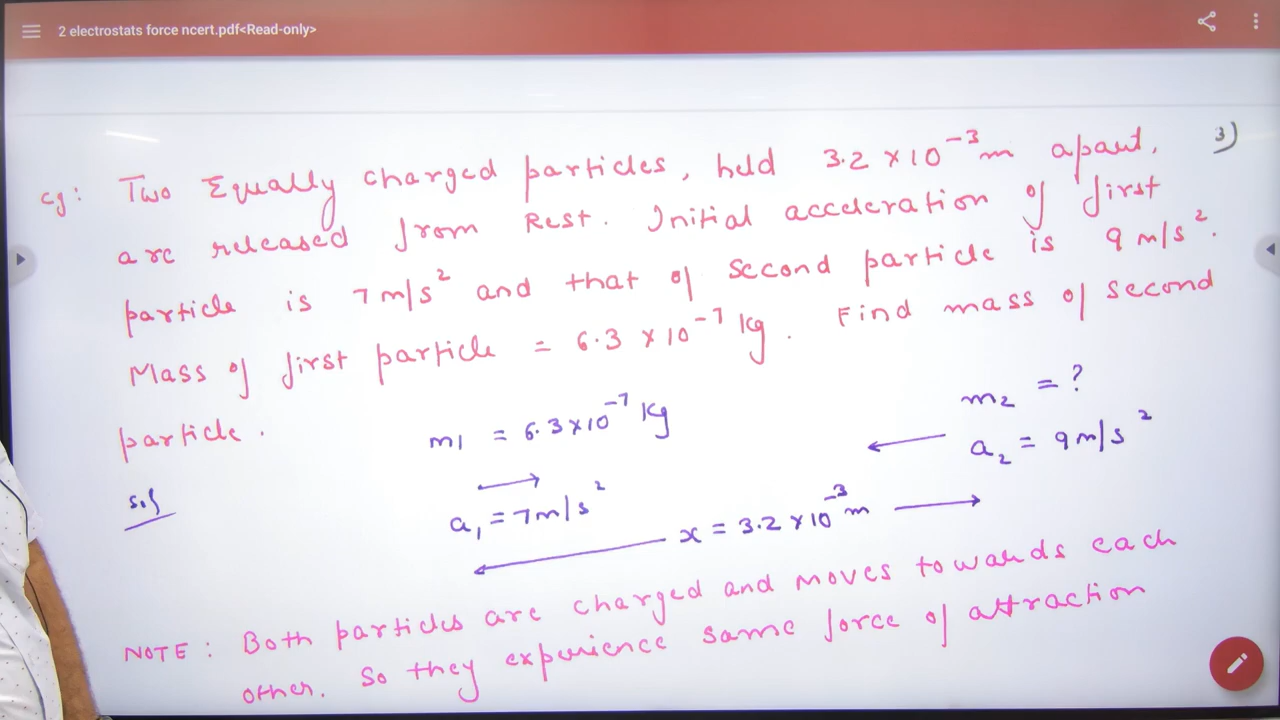 2 electrostats force ncert.pdf<Read-only>
3)
eg: Two Equally charged particles, held 3.2 × 10⁻³ m apart,
are released from Rest. Initial acceleration of first
particle is 7 m/s² and that of second particle is 9 m/s².
Mass of first particle = 6.3 × 10⁻⁷ kg. Find mass of second
particle.
m1 = 6.3×10⁻⁷ kg
m₂ = ?
a₂ = 9 m/s²
sol
a₁ = 7m/s²
x = 3.2 × 10⁻³ m
NOTE: Both particles are charged and moves towards each
other. So they experience same force of attraction